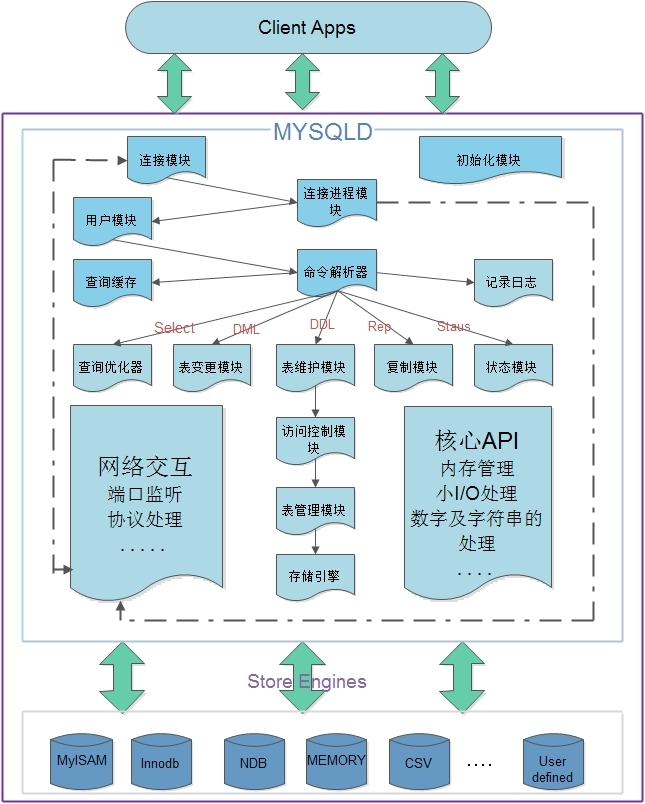 Client Apps
MYSQLD
连接模块
初始化模块
连接进程模
块
用户模块
查询缓存
命令解析器
记录日志
Select
DML
DDL
Rep
Staus
查询优化器
表变更模块
表维护模块
复制模块
状态模块
网络交互
端口监听
协议处理
. . . . .
访问控制模
块
表管理模块
存储引擎
核心API
内存管理
小I/O处理
数字及字符串的
处理
. . . .
Store Engines
MyISAM
Innodb
NDB
MEMORY
CSV
. . . .
User
defined